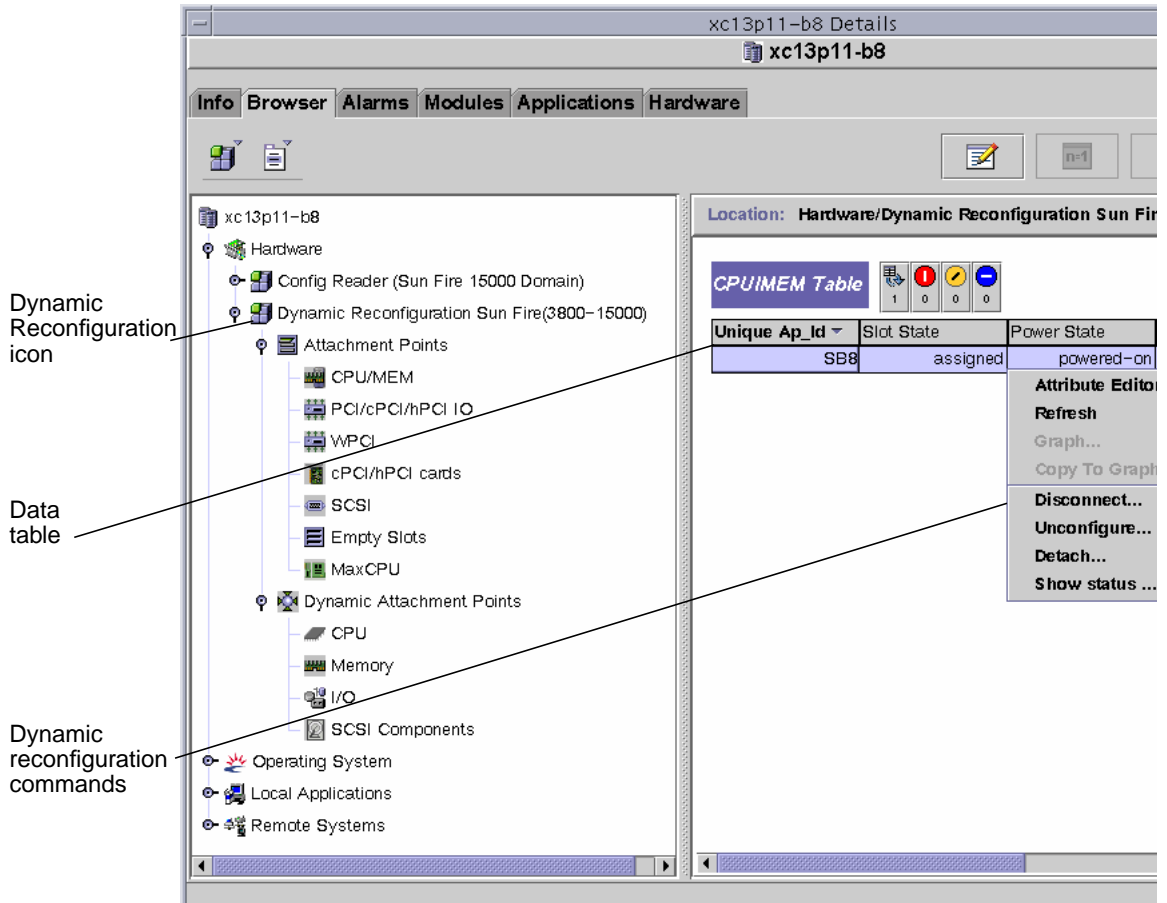 xc13p11-b8 Details
xc13p11-b8
Info Browser Alarms Modules Applications Hardware
n=1
xc13p11-b8
Hardware
Config Reader (Sun Fire 15000 Domain)
Dynamic Reconfiguration Sun Fire(3800-15000)
Attachment Points
CPU/MEM
PCI/cPCI/hPCI IO
WPCI
cPCI/hPCI cards
SCSI
Empty Slots
MaxCPU
Dynamic Attachment Points
CPU
Memory
I/O
SCSI Components
Operating System
Local Applications
Remote Systems
Location: Hardware/Dynamic Reconfiguration Sun Fir
CPU/MEM Table
1 0 0 0
Unique Ap_Id Slot State Power State
SB8 assigned powered-on
Attribute Editor
Refresh
Graph...
Copy To Graph
Disconnect...
Unconfigure...
Detach...
Show status ...
Dynamic
Reconfiguration
icon
Data
table
Dynamic
reconfiguration
commands